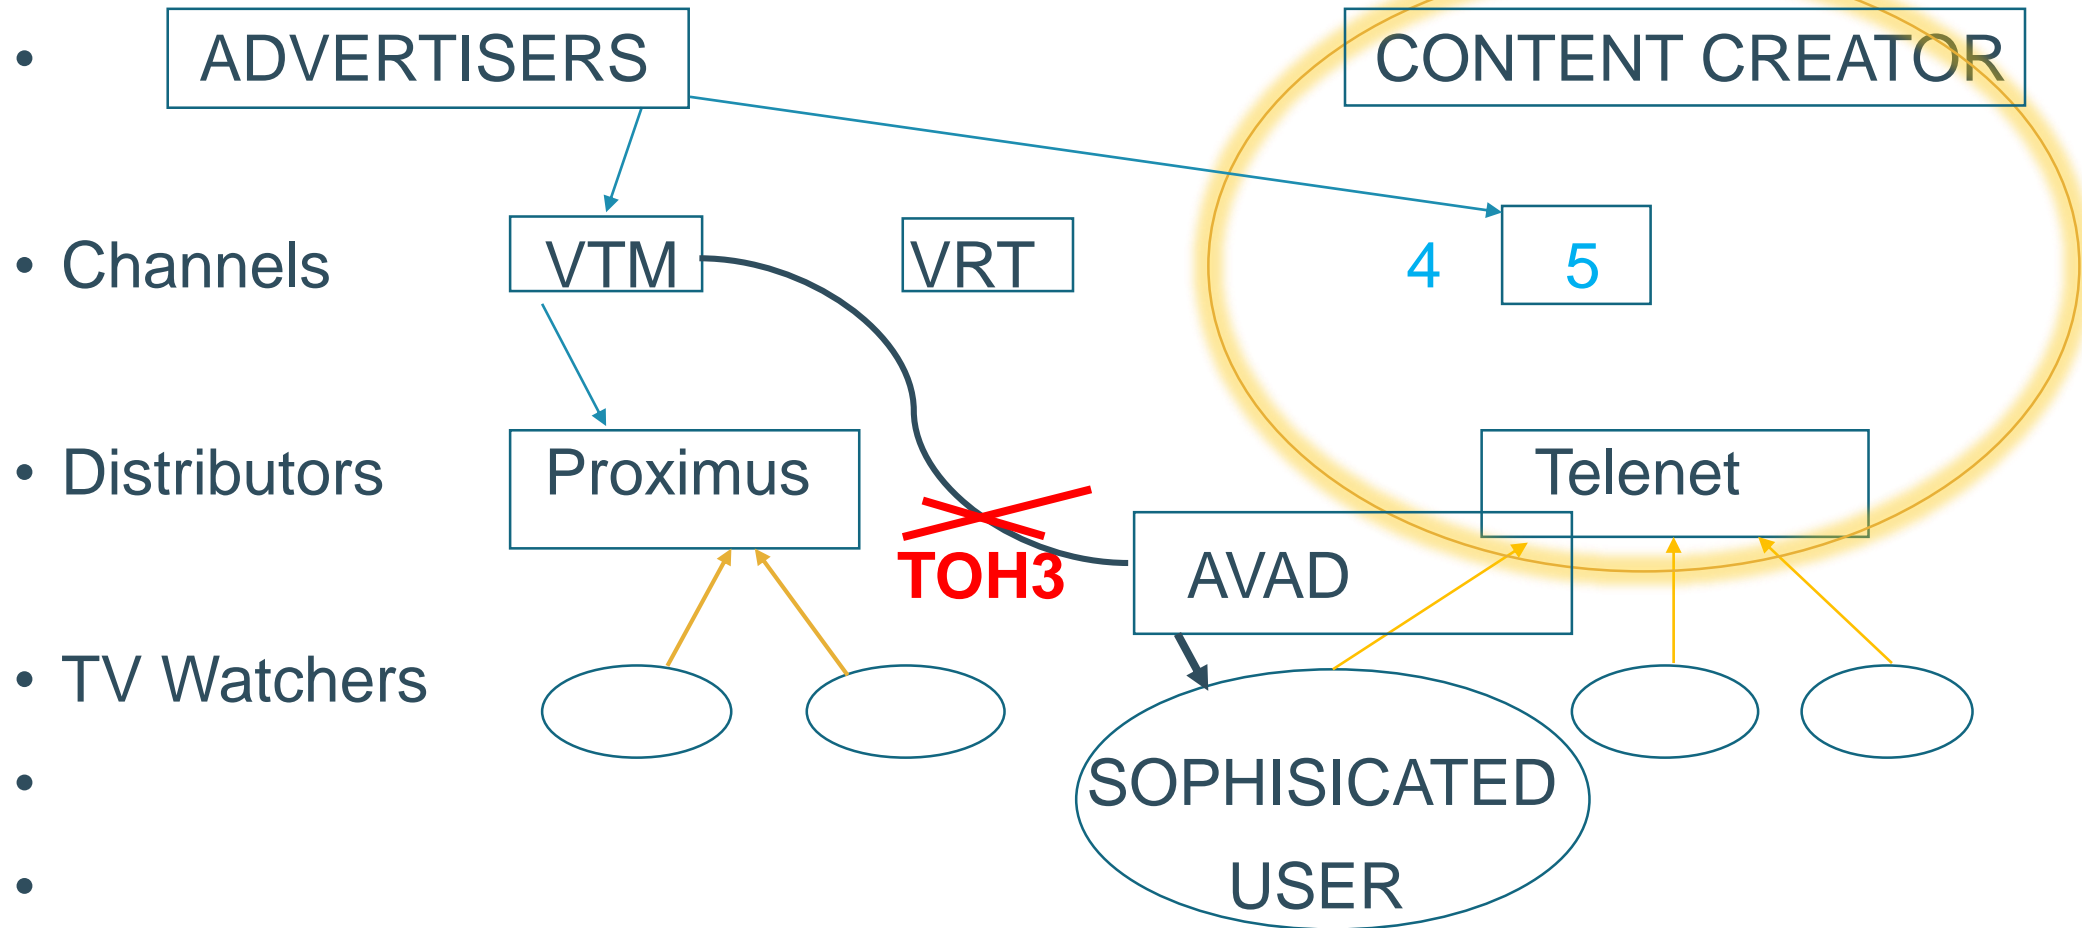 • ADVERTISERS CONTENT CREATOR
• Channels VTM VRT 4 5
• Distributors Proximus Telenet
TOH3 AVAD
• TV Watchers
• SOPHISICATED
• USER